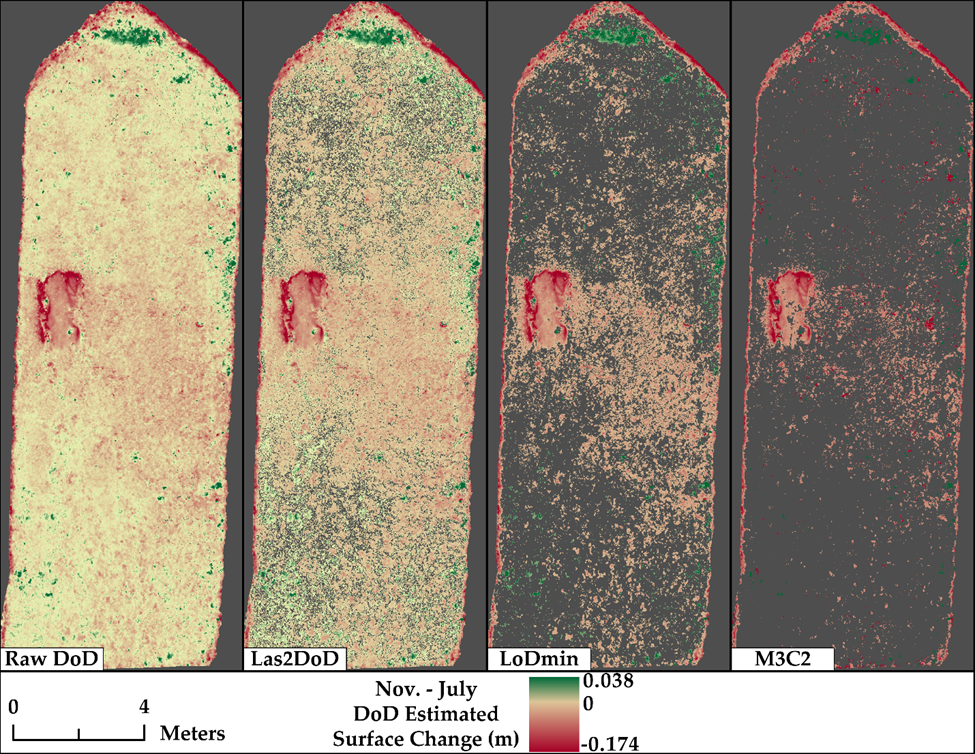 Raw DoD
Las2DoD
LoDmin
M3C2
0 4
Meters
Nov. - July
DoD Estimated
Surface Change (m)
0.038
0
-0.174